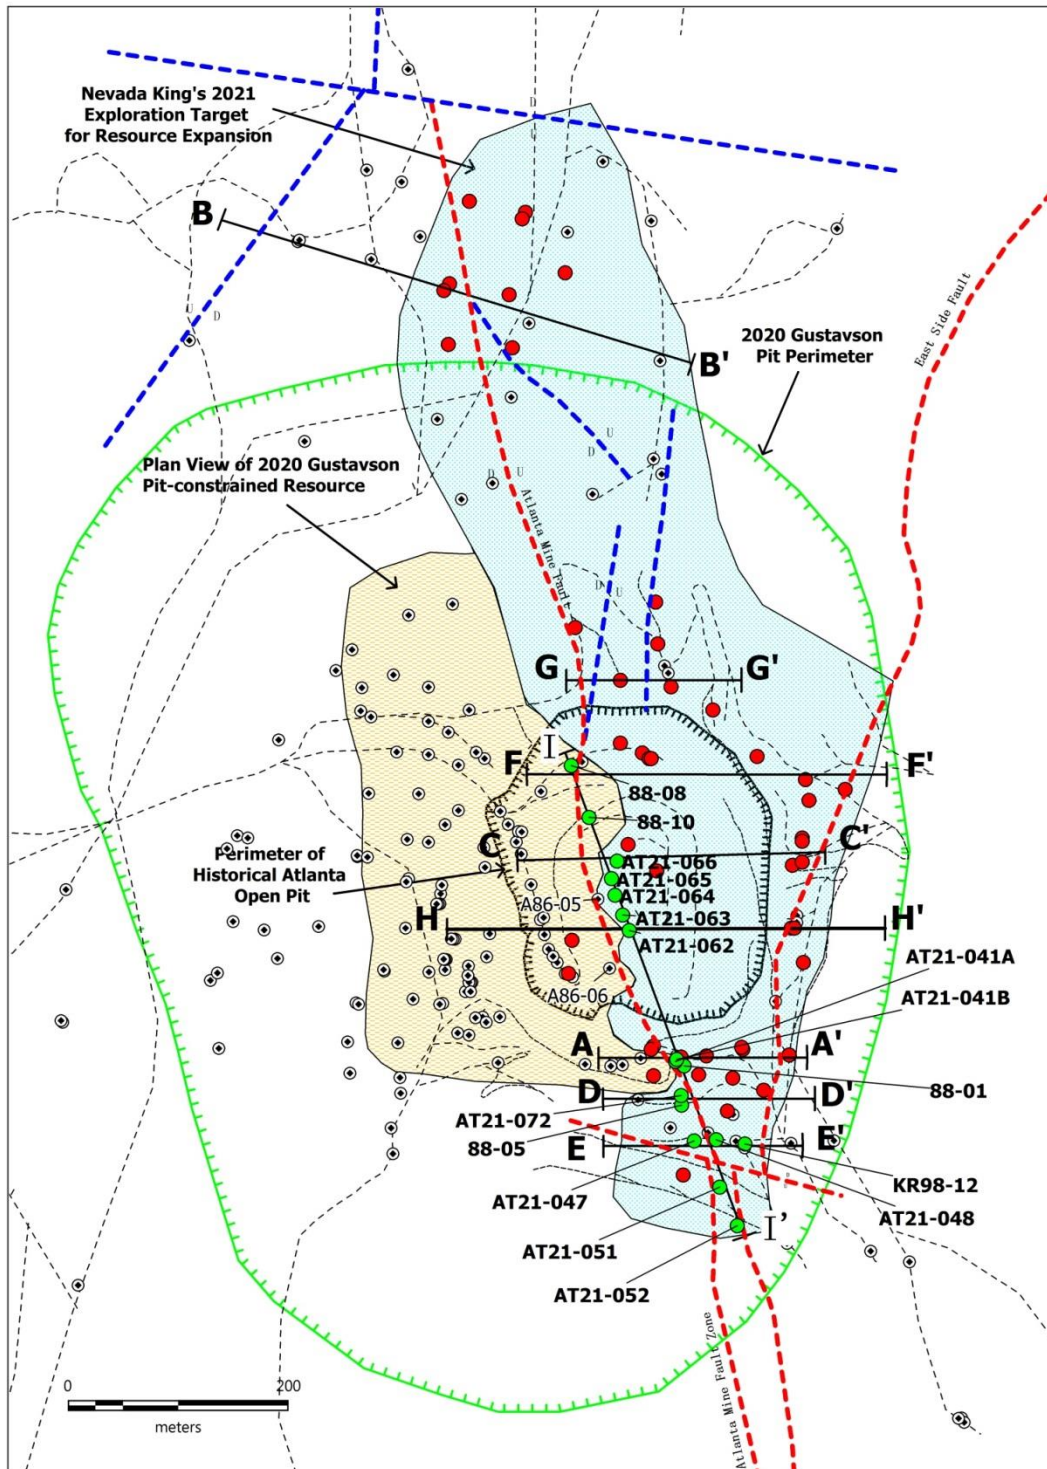 Nevada King's 2021
Exploration Target
for Resource Expansion
D
U
B
U
D
B'
2020 Gustavson
Pit Perimeter
East Side Fault
Plan View of 2020 Gustavson
Pit-constrained Resource
U
D
D
U
Atlanta Mine Fault
D
U
G
G'
I
F
F'
88-08
88-10
C
C'
AT21-066
AT21-065
AT21-064
AT21-063
AT21-062
Perimeter of
Historical Atlanta
Open Pit
A86-05
H
H'
A86-06
AT21-041A
AT21-041B
A
A'
88-01
D
D'
AT21-072
88-05
E
E'
KR98-12
AT21-047
AT21-048
I'
AT21-051
AT21-052
Atlanta Mine Fault Zone
0
200
meters